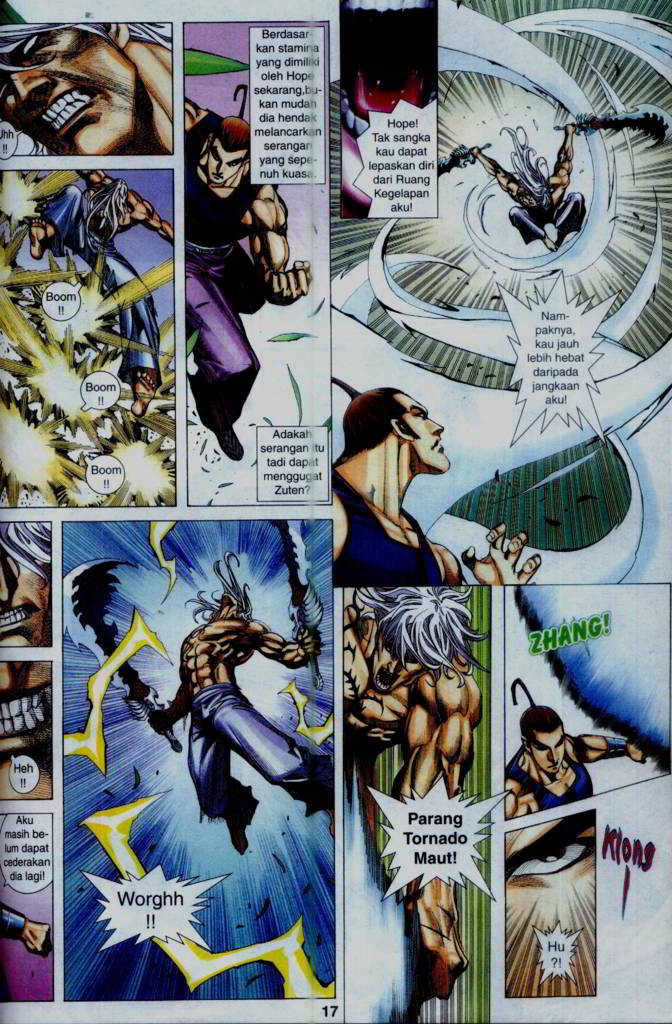 Uhh
!!
Berdasar-
kan stamina
yang dimiliki
oleh Hope
sekarang,bu-
kan mudah
dia hendak
melancarkan
serangan
yang sepe-
nuh kuasa.
Boom
!!
Boom
!!
Boom
!!
Adakah
serangan itu
tadi dapat
menggugat
Zuten?
Heh
!!
Aku
masih be-
lum dapat
cederakan
dia lagi!
Worghh
!!
Hope!
Tak sangka
kau dapat
lepaskan diri
dari Ruang
Kegelapan
aku!
Nam-
paknya,
kau jauh
lebih hebat
daripada
jangkaan
aku!
Parang
Tornado
Maut!
ZHANG!
Klong
!
Hu
?!
17